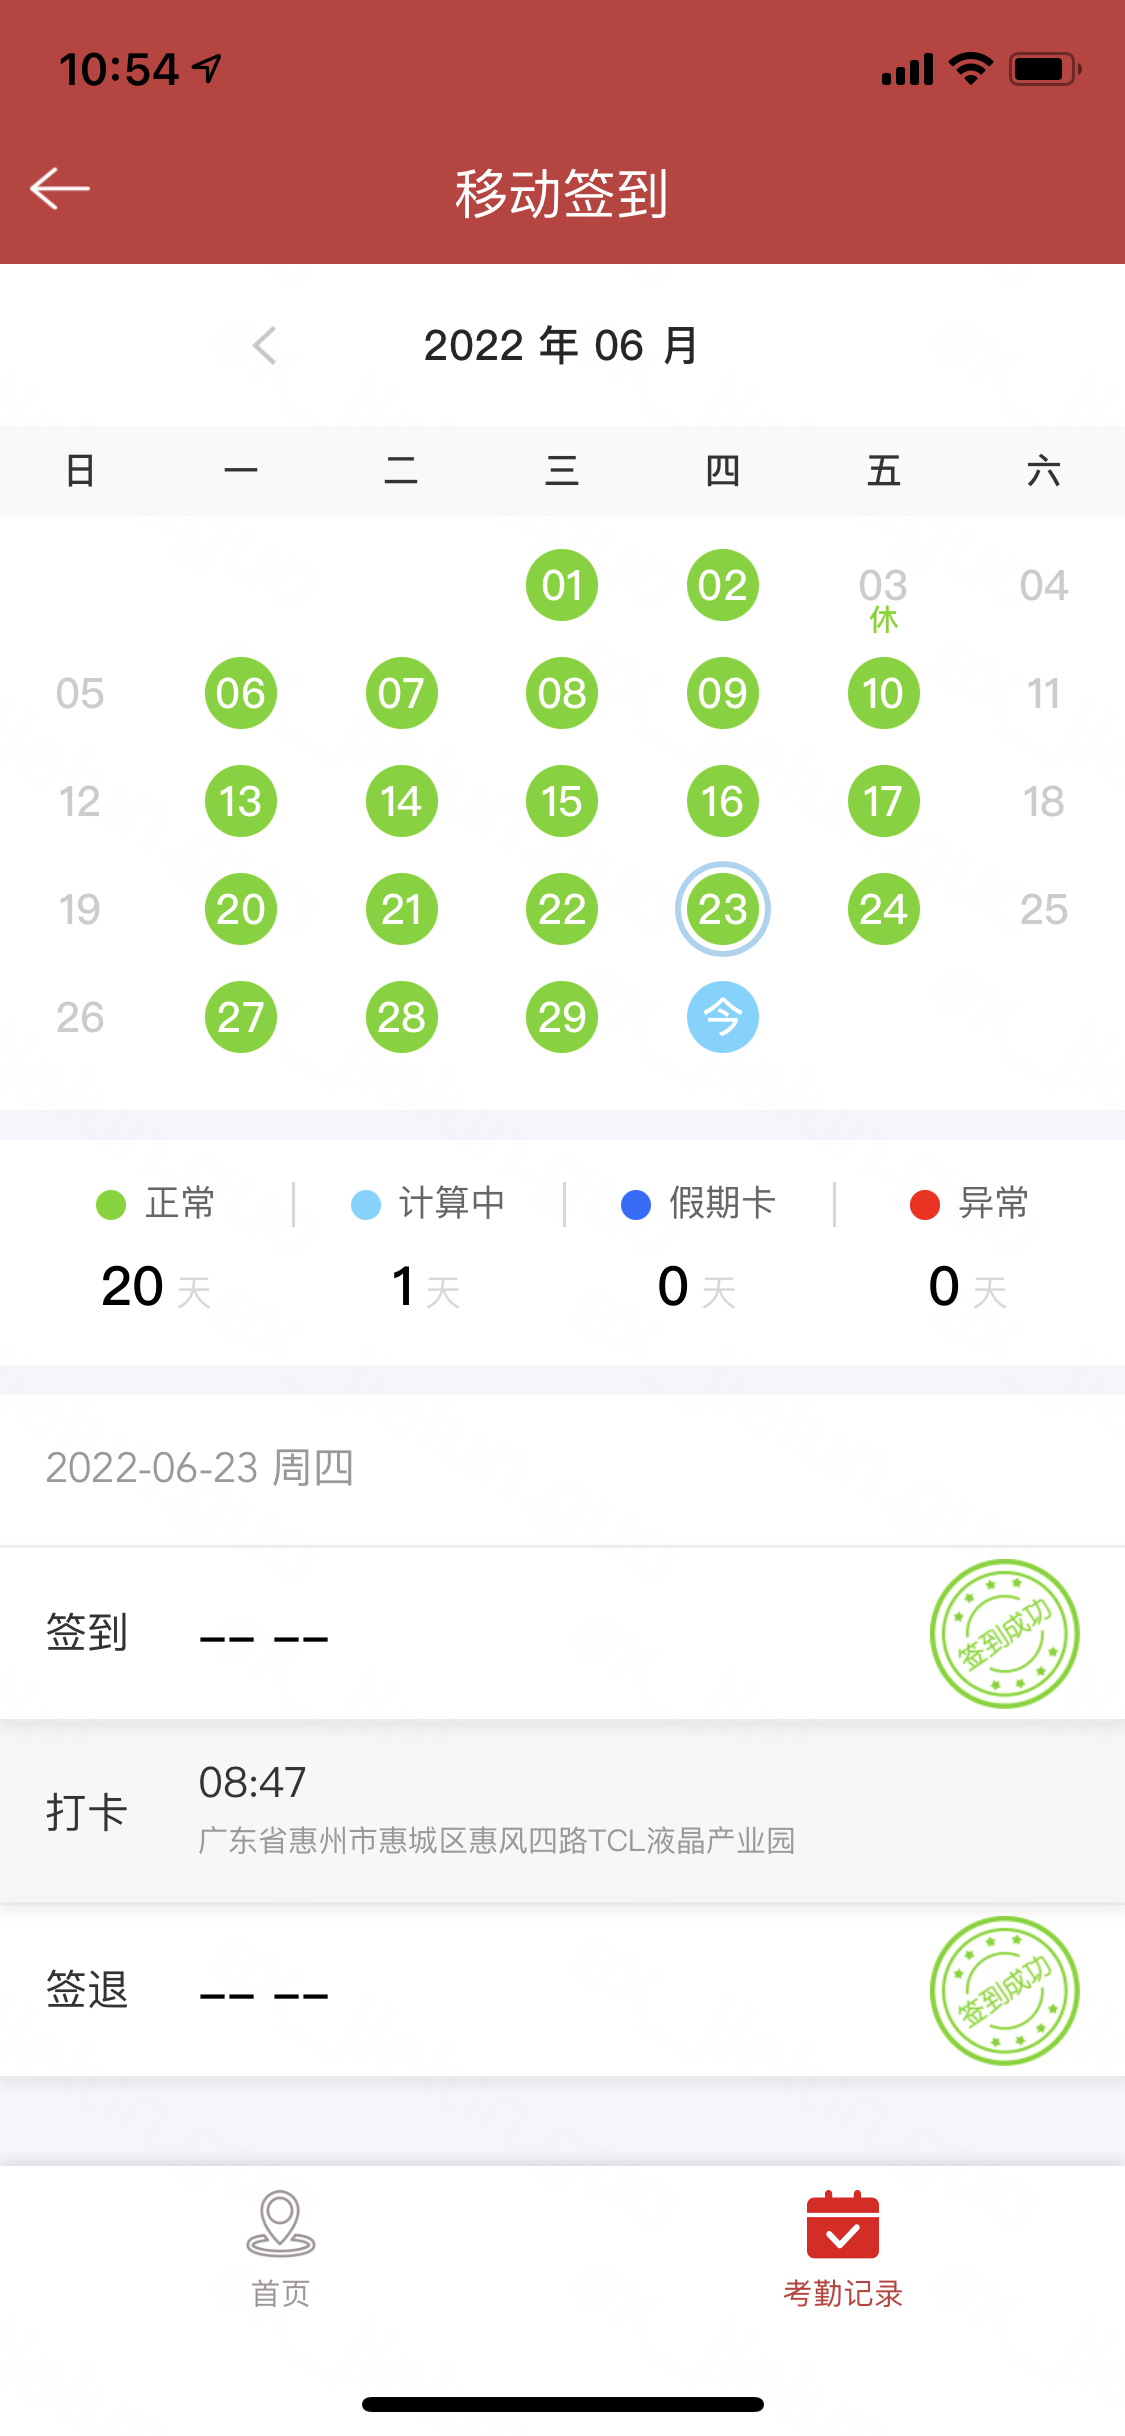 10:54
移动签到
2022 年 06 月
日 一 二 三 四 五 六
01 02 03 04
休
05 06 07 08 09 10 11
12 13 14 15 16 17 18
19 20 21 22 23 24 25
26 27 28 29 今
正常 计算中 假期卡 异常
20 天 1 天 0 天 0 天
2022-06-23 周四
签到 -- --
签到成功
08:47
打卡
广东省惠州市惠城区惠风四路TCL液晶产业园
签退 -- --
签到成功
首页 考勤记录